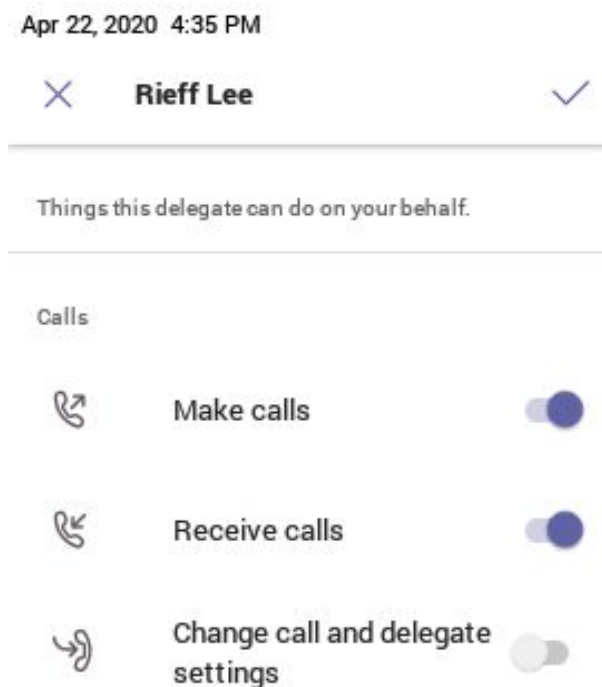 Apr 22, 2020 4:35 PM
Rieff Lee
Things this delegate can do on your behalf.
Calls
Make calls
Receive calls
Change call and delegate
settings